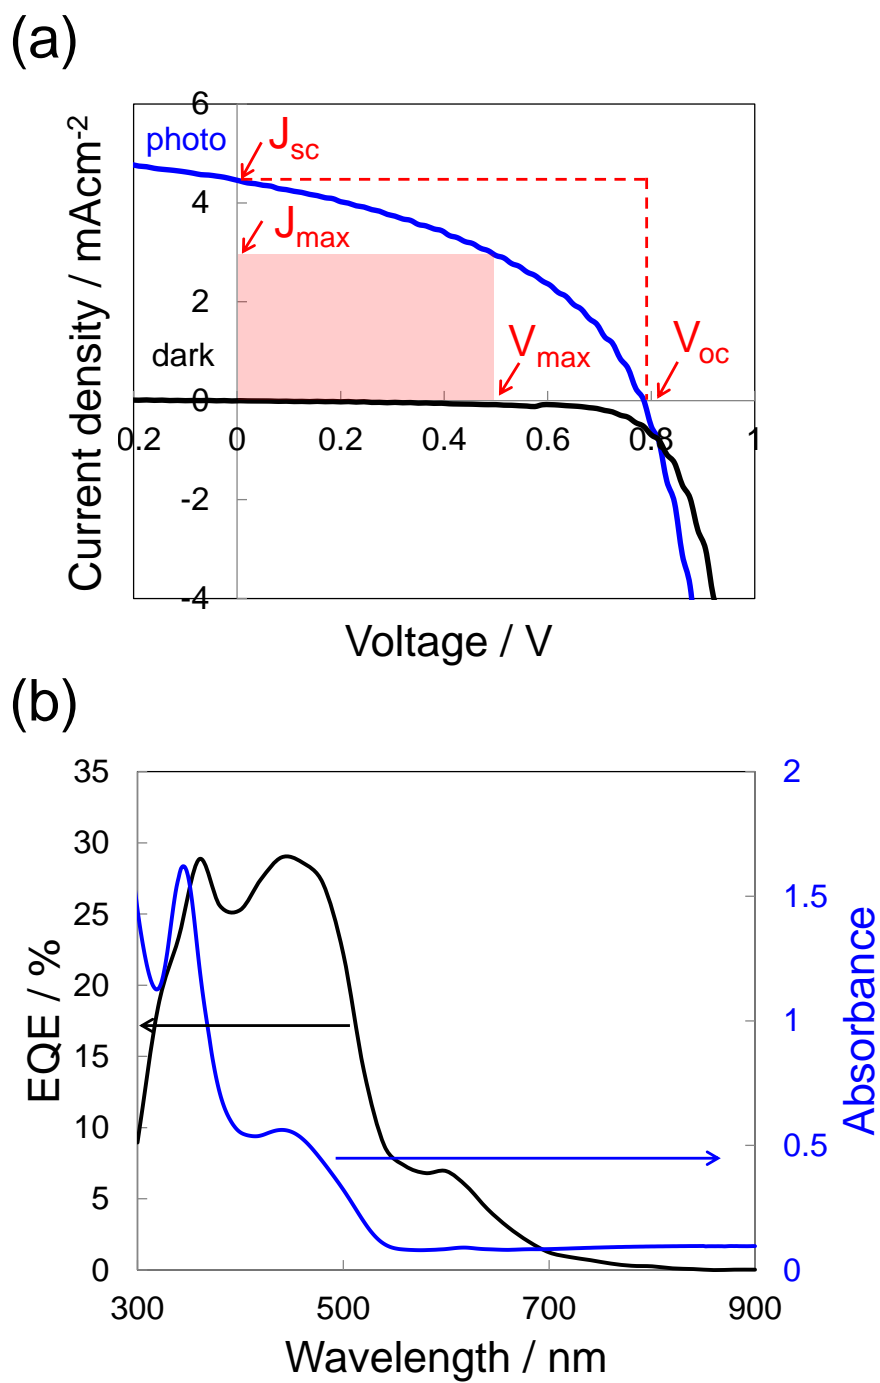 (a)
Current density / mAcm-2
6
4
2
0
-2
-4
photo
Jsc
Jmax
dark
Vmax
Voc
0.2 0 0.2 0.4 0.6 0.8 1
Voltage / V
(b)
EQE / %
35
30
25
20
15
10
5
0
2
1.5
1
0.5
0
Absorbance
300 500 700 900
Wavelength / nm